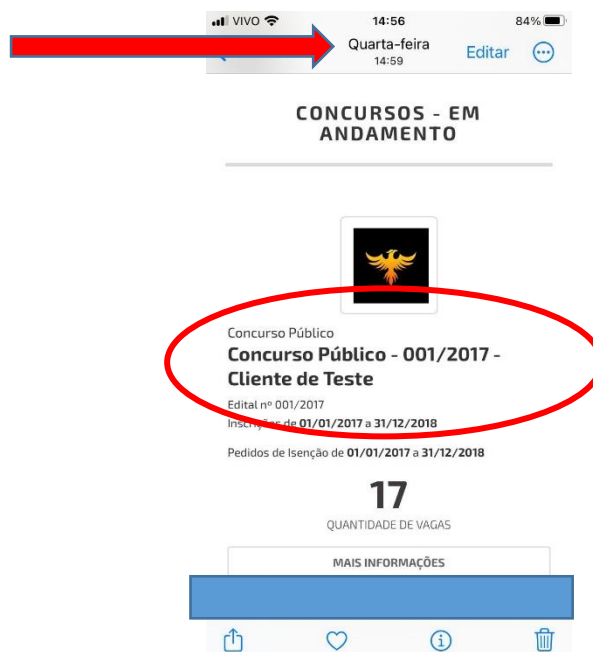 VIVO 14:56 84%
Quarta-feira Editar
14:59
CONCURSOS - EM
ANDAMENTO
Concurso Público
Concurso Público - 001/2017 -
Cliente de Teste
Edital nº 001/2017
Inscrições de 01/01/2017 a 31/12/2018
Pedidos de Isenção de 01/01/2017 a 31/12/2018
17
QUANTIDADE DE VAGAS
MAIS INFORMAÇÕES